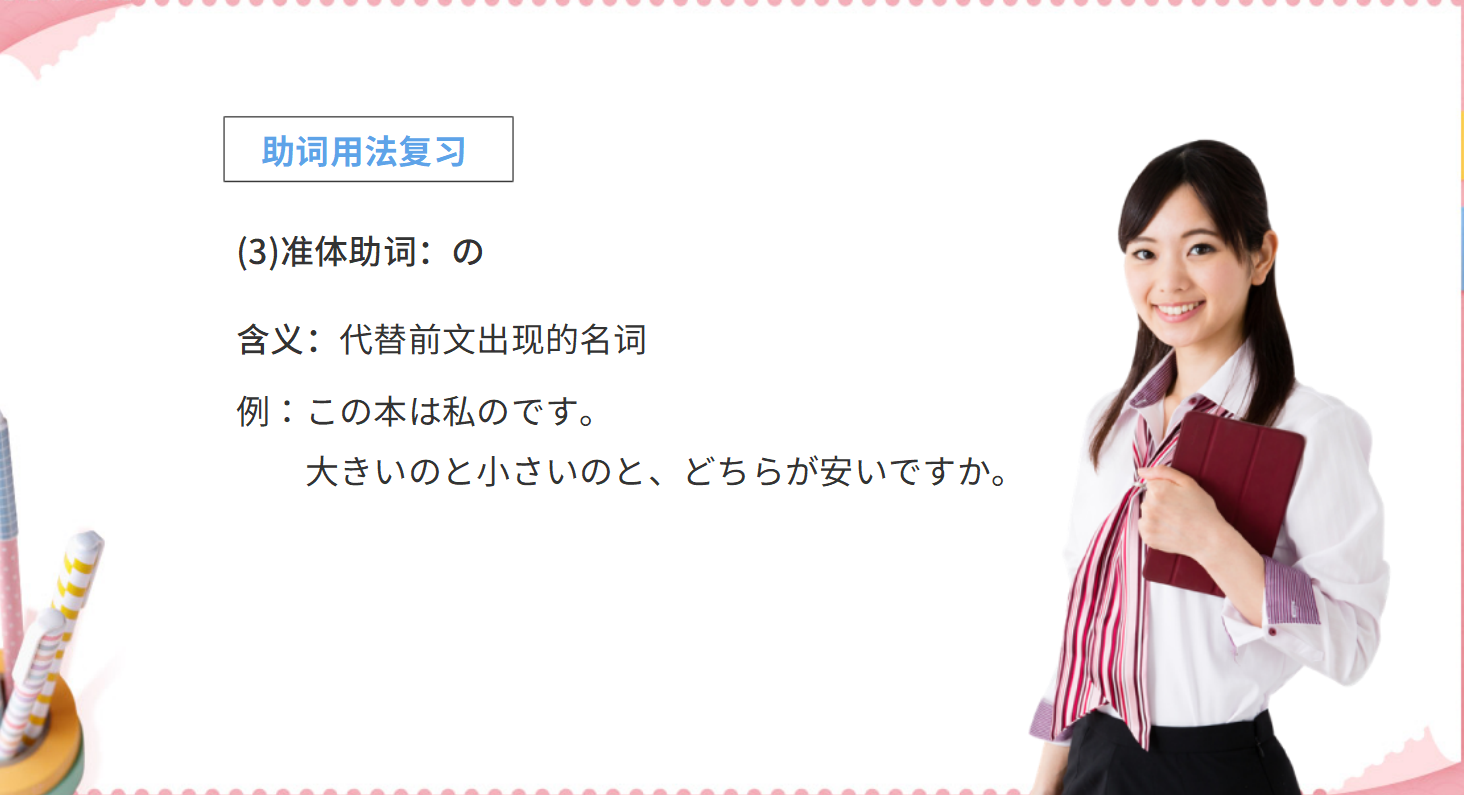 助词用法复习
(3)准体助词：の
含义：代替前文出现的名词
例：この本は私のです。
大きいのと小さいのと、どちらが安いですか。